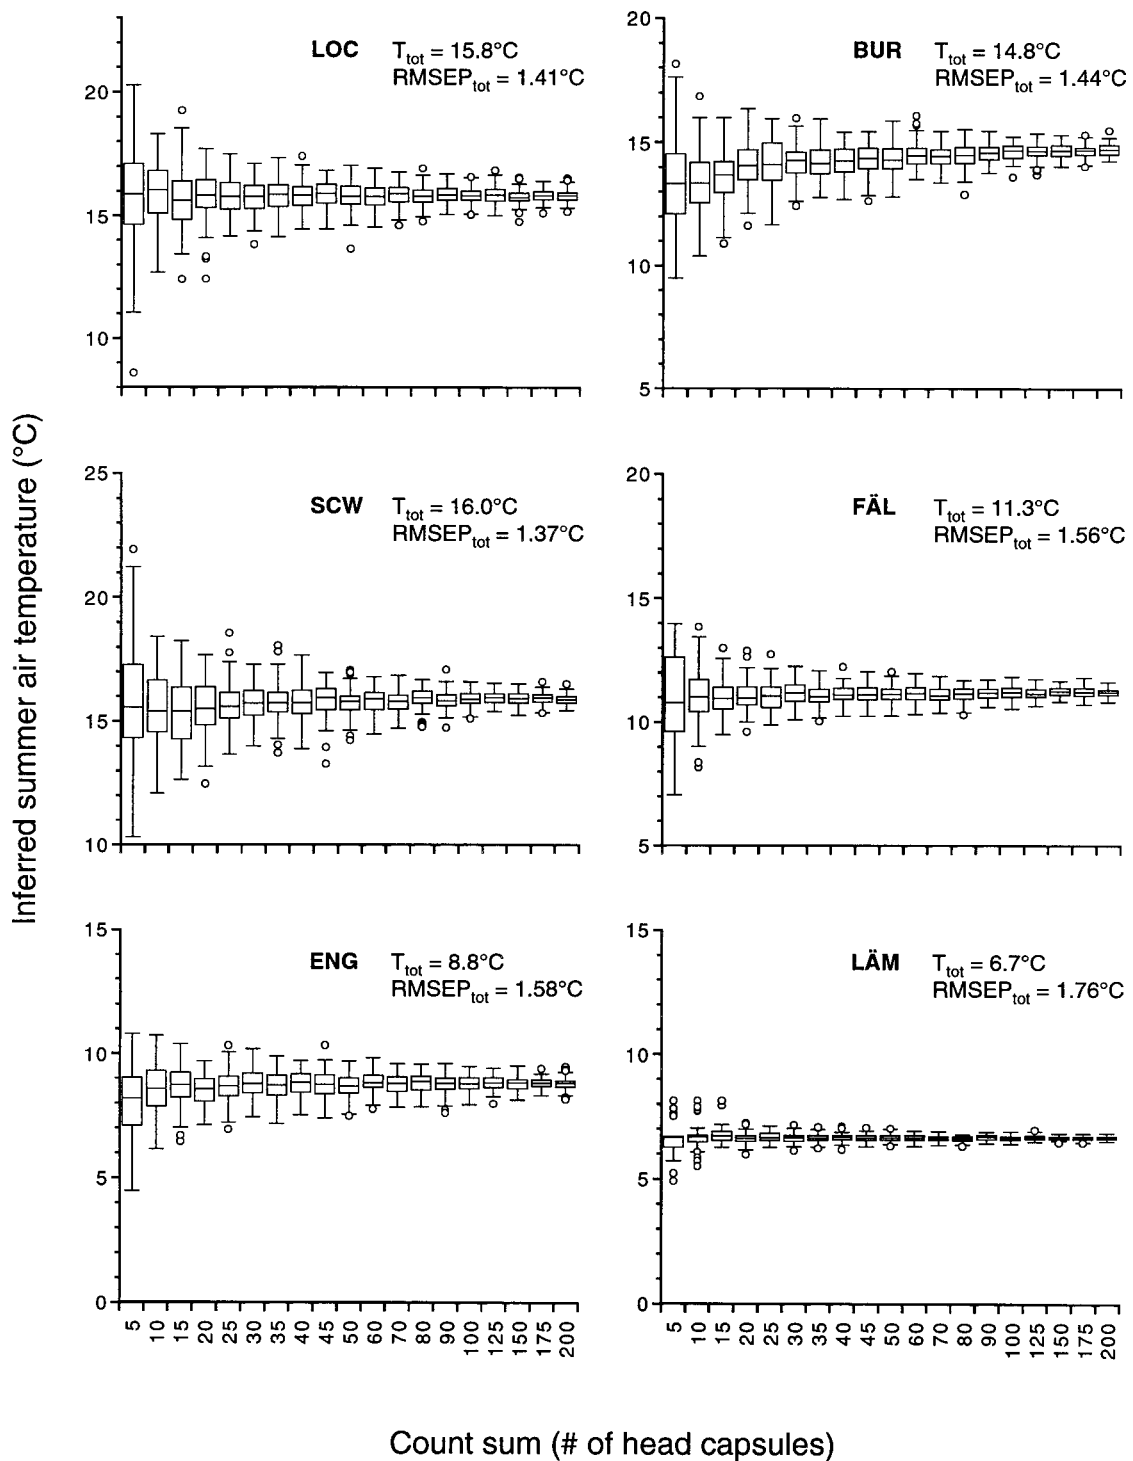 Inferred summer air temperature (°C)
LOC T_tot = 15.8°C
RMSEP_tot = 1.41°C
20
15
10
BUR T_tot = 14.8°C
RMSEP_tot = 1.44°C
20
15
10
5
SCW T_tot = 16.0°C
RMSEP_tot = 1.37°C
25
20
15
10
FÄL T_tot = 11.3°C
RMSEP_tot = 1.56°C
20
15
10
5
ENG T_tot = 8.8°C
RMSEP_tot = 1.58°C
15
10
5
0
5 10 15 20 25 30 35 40 45 50 60 70 80 90 100 125 150 175 200
LÄM T_tot = 6.7°C
RMSEP_tot = 1.76°C
15
10
5
0
5 10 15 20 25 30 35 40 45 50 60 70 80 90 100 125 150 175 200
Count sum (# of head capsules)